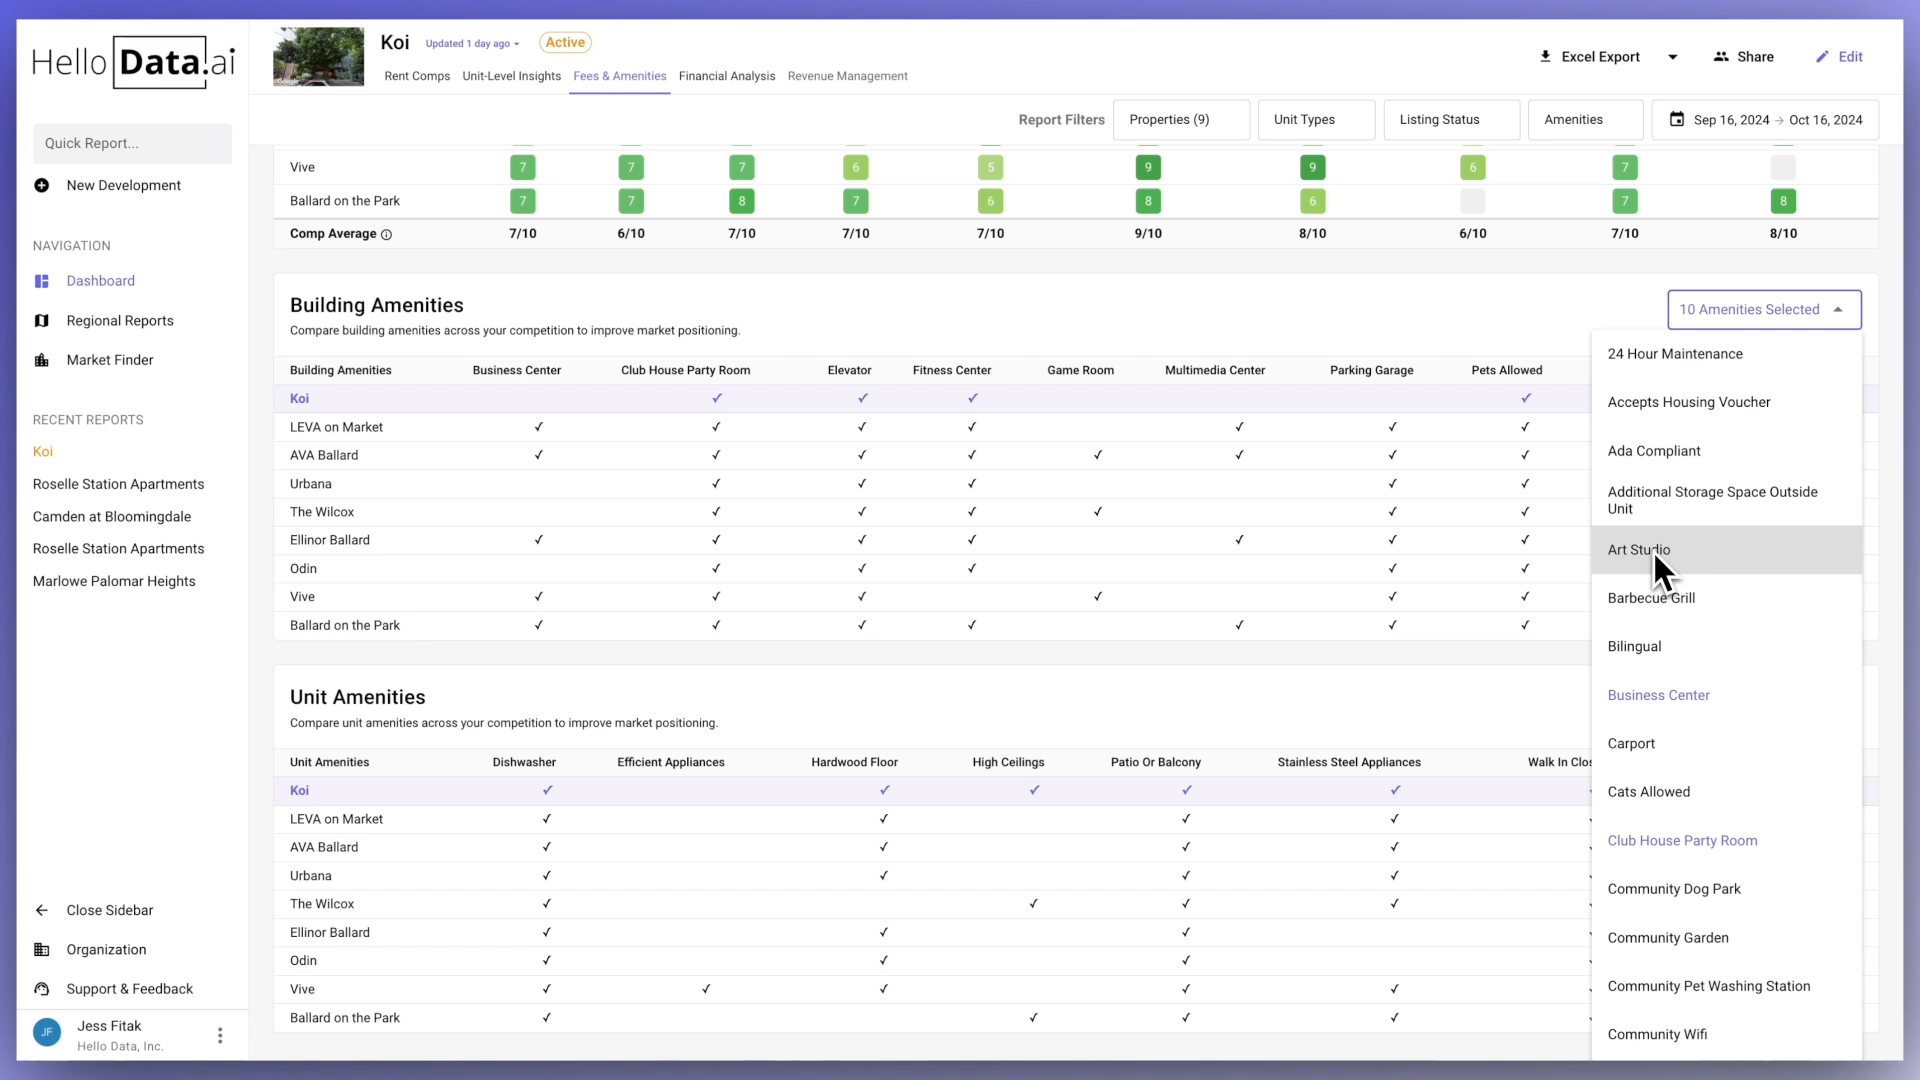 Hello Data.ai
Quick Report...
New Development
NAVIGATION
Dashboard
Regional Reports
Market Finder
RECENT REPORTS
Koi
Roselle Station Apartments
Camden at Bloomingdale
Roselle Station Apartments
Marlowe Palomar Heights
Close Sidebar
Organization
Support & Feedback
JF
Jess Fitak
Hello Data, Inc.
Google
Koi Updated 1 day ago Active
Rent Comps Unit-Level Insights Fees & Amenities Financial Analysis Revenue Management
Excel Export Share Edit
Report Filters Properties (9) Unit Types Listing Status Amenities Sep 16, 2024 → Oct 16, 2024
Vive 7 7 7 6 5 9 9 6 7
Ballard on the Park 7 7 8 7 6 8 6 7 8
Comp Average 7/10 6/10 7/10 7/10 7/10 9/10 8/10 6/10 7/10 8/10
Building Amenities
Compare building amenities across your competition to improve market positioning.
10 Amenities Selected
Building Amenities Business Center Club House Party Room Elevator Fitness Center Game Room Multimedia Center Parking Garage Pets Allowed
Koi ✓ ✓ ✓ ✓
LEVA on Market ✓ ✓ ✓ ✓ ✓ ✓ ✓
AVA Ballard ✓ ✓ ✓ ✓ ✓ ✓ ✓ ✓
Urbana ✓ ✓ ✓ ✓ ✓
The Wilcox ✓ ✓ ✓ ✓ ✓ ✓
Ellinor Ballard ✓ ✓ ✓ ✓ ✓ ✓ ✓
Odin ✓ ✓ ✓ ✓ ✓
Vive ✓ ✓ ✓ ✓ ✓ ✓
Ballard on the Park ✓ ✓ ✓ ✓ ✓ ✓ ✓
Unit Amenities
Compare unit amenities across your competition to improve market positioning.
Unit Amenities Dishwasher Efficient Appliances Hardwood Floor High Ceilings Patio Or Balcony Stainless Steel Appliances Walk In Clos
Koi ✓ ✓ ✓ ✓ ✓
LEVA on Market ✓ ✓ ✓ ✓
AVA Ballard ✓ ✓ ✓ ✓
Urbana ✓ ✓ ✓ ✓
The Wilcox ✓ ✓ ✓ ✓
Ellinor Ballard ✓ ✓ ✓
Odin ✓ ✓ ✓
Vive ✓ ✓ ✓ ✓ ✓
Ballard on the Park ✓ ✓ ✓ ✓
24 Hour Maintenance
Accepts Housing Voucher
Ada Compliant
Additional Storage Space Outside
Unit
Art Studio
Barbecue Grill
Bilingual
Business Center
Carport
Cats Allowed
Club House Party Room
Community Dog Park
Community Garden
Community Pet Washing Station
Community Wifi